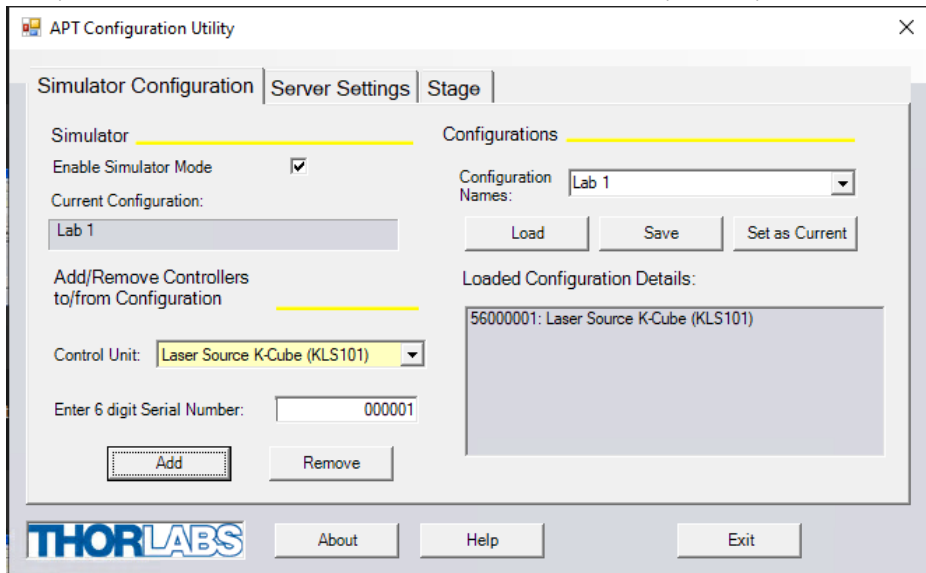 APT Configuration Utility
Simulator Configuration
Server Settings
Stage
Simulator
Enable Simulator Mode
Current Configuration:
Lab 1
Add/Remove Controllers
to/from Configuration
Control Unit:
Laser Source K-Cube (KLS101)
Enter 6 digit Serial Number:
000001
Add
Remove
Configurations
Configuration
Names:
Lab 1
Load
Save
Set as Current
Loaded Configuration Details:
56000001: Laser Source K-Cube (KLS101)
THORLABS
About
Help
Exit